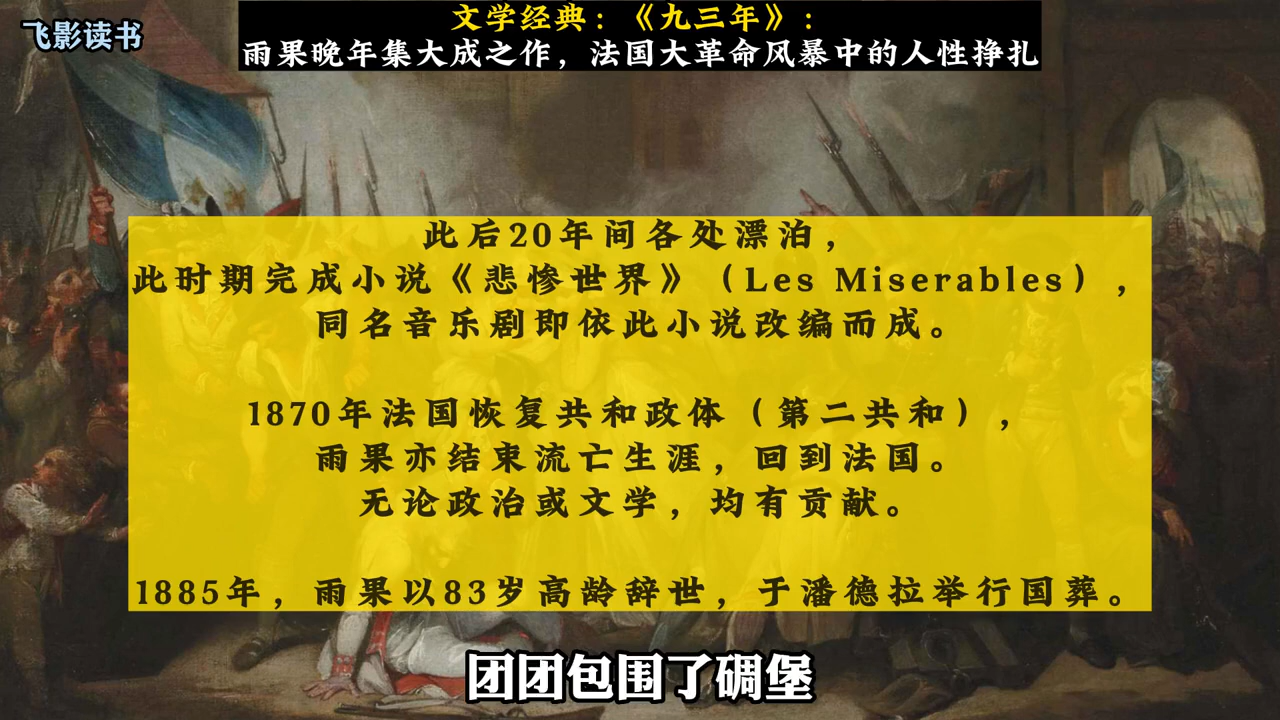 飞影读书
文学经典：《九三年》：
雨果晚年集大成之作，法国大革命风暴中的人性挣扎
此后20年间各处漂泊，
此时期完成小说《悲惨世界》（Les Miserables），
同名音乐剧即依此小说改编而成。
1870年法国恢复共和政体（第二共和），
雨果亦结束流亡生涯，回到法国。
无论政治或文学，均有贡献。
1885年，雨果以83岁高龄辞世，于潘德拉举行国葬。
团团包围了碉堡